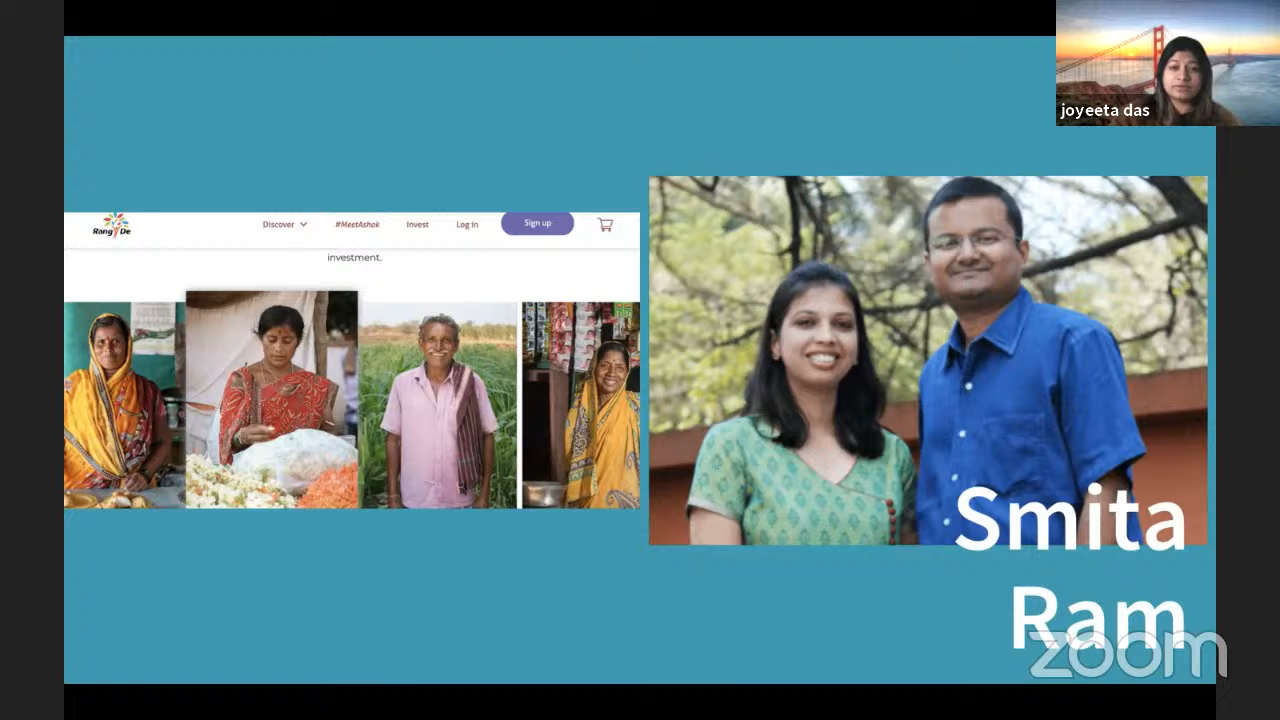 joyeeta das
Rang De
Discover
#MeetAshok
Invest
Log in
Sign up
investment.
Smita
Ram
zoom